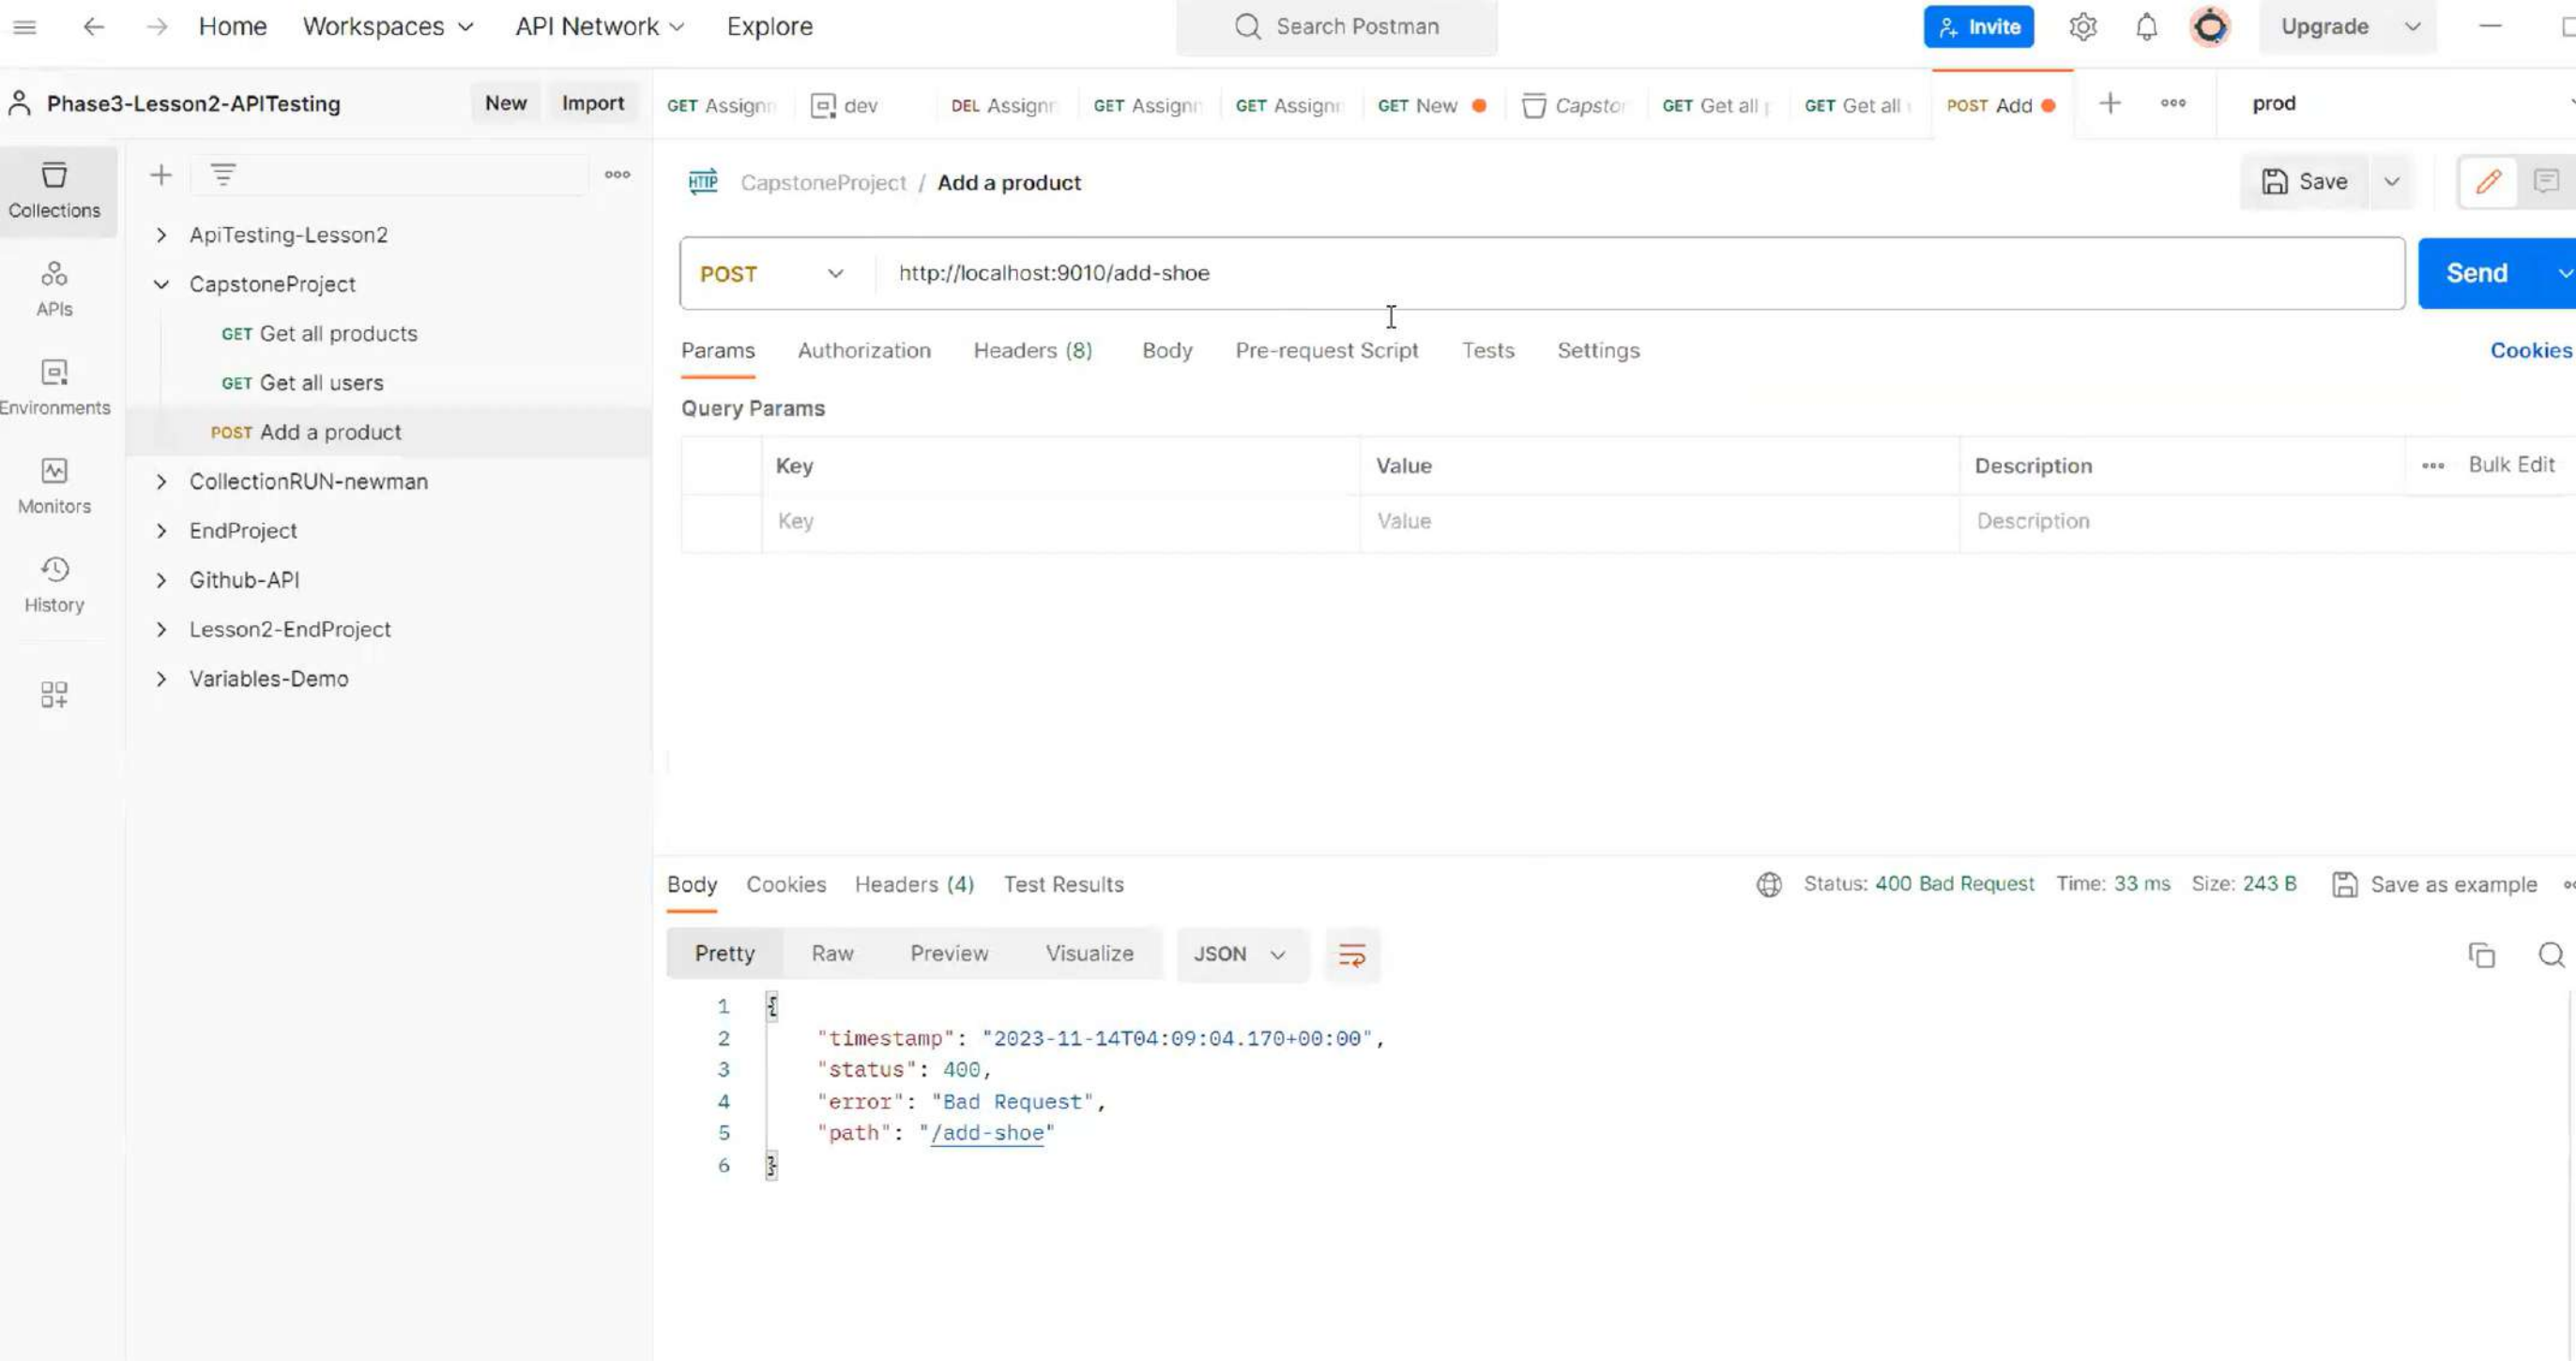 Home Workspaces API Network Explore Search Postman Invite Upgrade
Phase3-Lesson2-APITesting New Import
GET Assignn dev DEL Assignr GET Assignn GET Assignr GET New Capstor GET Get all GET Get all POST Add prod
CapstoneProject / Add a product Save
Collections
APIs
Environments
Monitors
History
ApiTesting-Lesson2
CapstoneProject
GET Get all products
GET Get all users
POST Add a product
CollectionRUN-newman
EndProject
Github-API
Lesson2-EndProject
Variables-Demo
POST http://localhost:9010/add-shoe Send
Params Authorization Headers (8) Body Pre-request Script Tests Settings Cookies
Query Params
Key Value Description Bulk Edit
Key Value Description
Body Cookies Headers (4) Test Results Status: 400 Bad Request Time: 33 ms Size: 243 B Save as example
Pretty Raw Preview Visualize JSON
1 {
2 "timestamp": "2023-11-14T04:09:04.170+00:00",
3 "status": 400,
4 "error": "Bad Request",
5 "path": "/add-shoe"
6 }